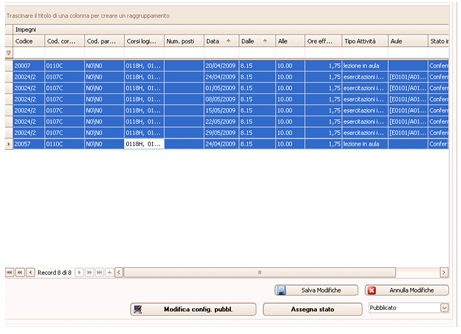 Trascinare il titolo di una colonna per creare un raggruppamento
Impegni
Codice Cod. cor... Cod. par... Corsi logi... Num. posti Data Dalle Alle Ore eff... Tipo Attività Aule Stato in
20007 0110C N0\N0 0118H, 01... 20/04/2009 8.15 10.00 1,75 lezione in aula Confer
20024/2 0107C N0\N0 0118H, 01... 24/04/2009 8.15 10.00 1,75 esercitazioni i... [E0101/A01... Confer
20024/2 0107C N0\N0 0118H, 01... 01/05/2009 8.15 10.00 1,75 esercitazioni i... [E0101/A01... Confer
20024/2 0107C N0\N0 0118H, 01... 08/05/2009 8.15 10.00 1,75 esercitazioni i... [E0101/A01... Confer
20024/2 0107C N0\N0 0118H, 01... 15/05/2009 8.15 10.00 1,75 esercitazioni i... [E0101/A01... Confer
20024/2 0107C N0\N0 0118H, 01... 22/05/2009 8.15 10.00 1,75 esercitazioni i... [E0101/A01... Confer
20024/2 0107C N0\N0 0118H, 01... 29/05/2009 8.15 10.00 1,75 esercitazioni i... [E0101/A01... Confer
20057 0110C N0\N0 0118H, 01... 24/04/2009 8.15 10.00 1,75 lezione in aula Confer
Record 8 di 8
Salva Modifiche Annulla Modifiche
Modifica config. pubbl. Assegna stato Pubblicato